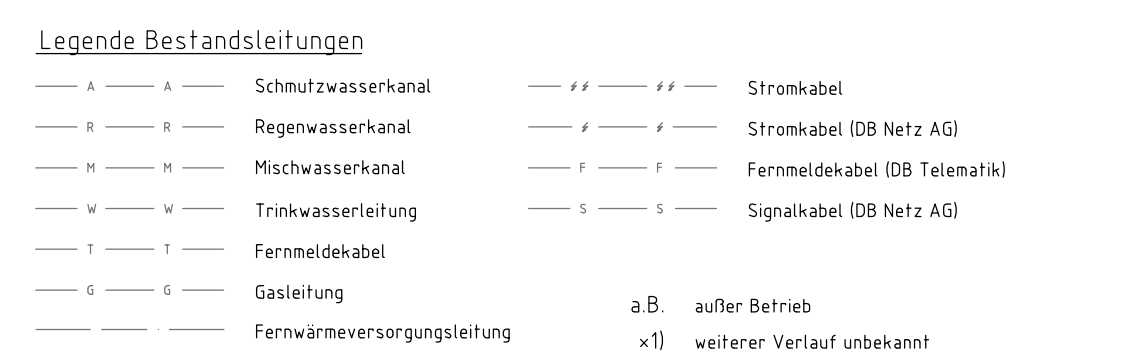 Legende Bestandsleitungen
A A Schmutzwasserkanal
R R Regenwasserkanal
M M Mischwasserkanal
W W Trinkwasserleitung
T T Fernmeldekabel
G G Gasleitung
Fernwärmeversorgungsleitung
Stromkabel
Stromkabel (DB Netz AG)
F F Fernmeldekabel (DB Telematik)
S S Signalkabel (DB Netz AG)
a.B. außer Betrieb
×1) weiterer Verlauf unbekannt